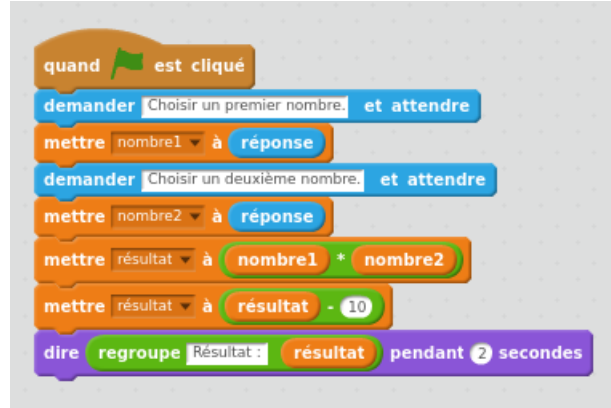 quand est cliqué
demander Choisir un premier nombre. et attendre
mettre nombre1 à réponse
demander Choisir un deuxième nombre. et attendre
mettre nombre2 à réponse
mettre résultat à nombre1 * nombre2
mettre résultat à résultat - 10
dire regroupe Résultat : résultat pendant 2 secondes